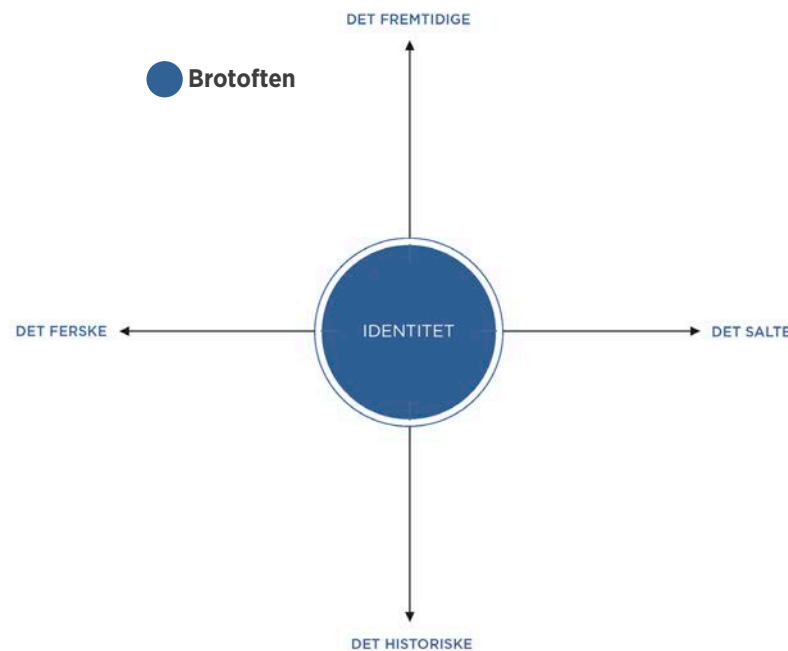 DET FREMTIDIGE
Brotoften
DET FERSKE
IDENTITET
DET SALTE
DET HISTORISKE